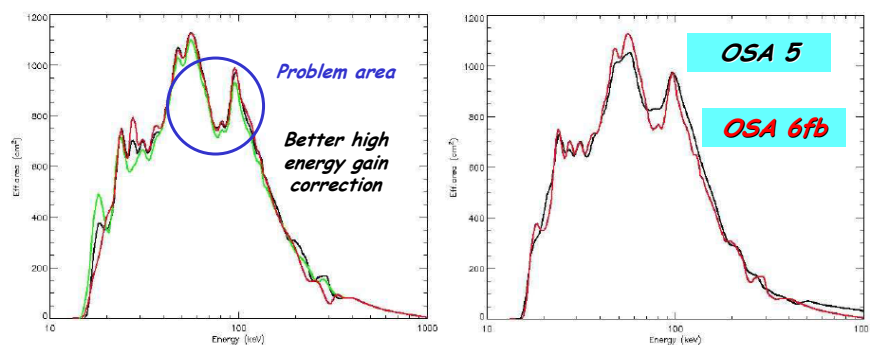 1200
1000
800
600
400
200
0
Eff.area (cm²)
10
100
1000
Energy (keV)
Problem area
Better high
energy gain
correction
1200
1000
800
600
400
200
0
Eff.area (cm²)
10
100
100
Energy (keV)
OSA 5
OSA 6fb